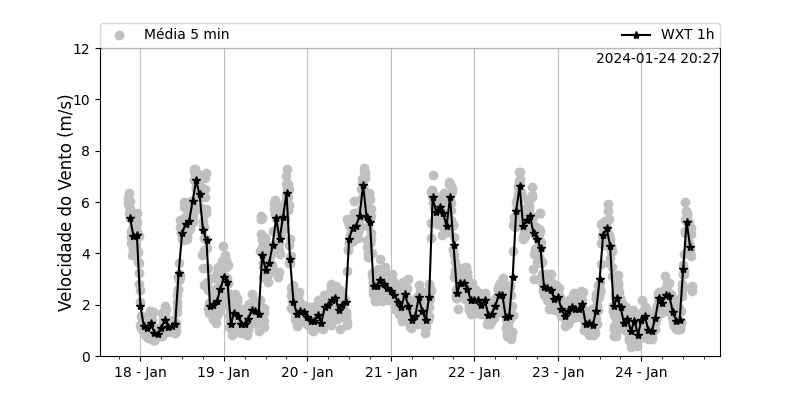 Média 5 min
WXT 1h
2024-01-24 20:27
Velocidade do Vento (m/s)
12
10
8
6
4
2
0
18 - Jan
19 - Jan
20 - Jan
21 - Jan
22 - Jan
23 - Jan
24 - Jan